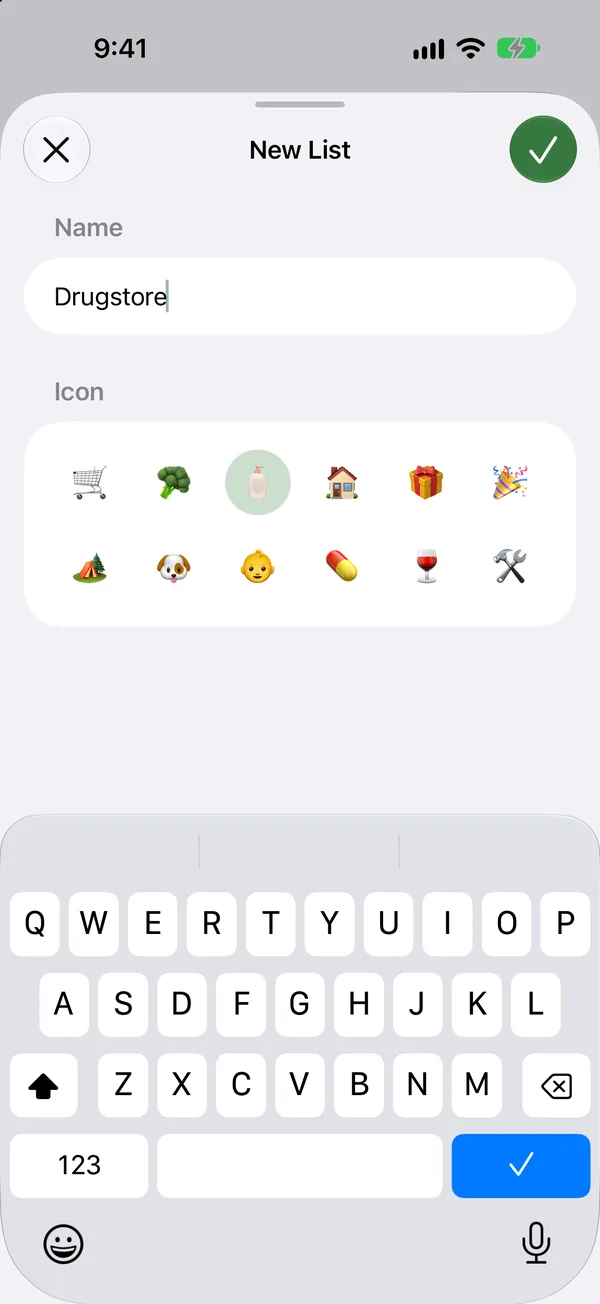 9:41
New List
Name
Drugstore
Icon
Q W E R T Y U I O P
A S D F G H J K L
Z X C V B N M
123